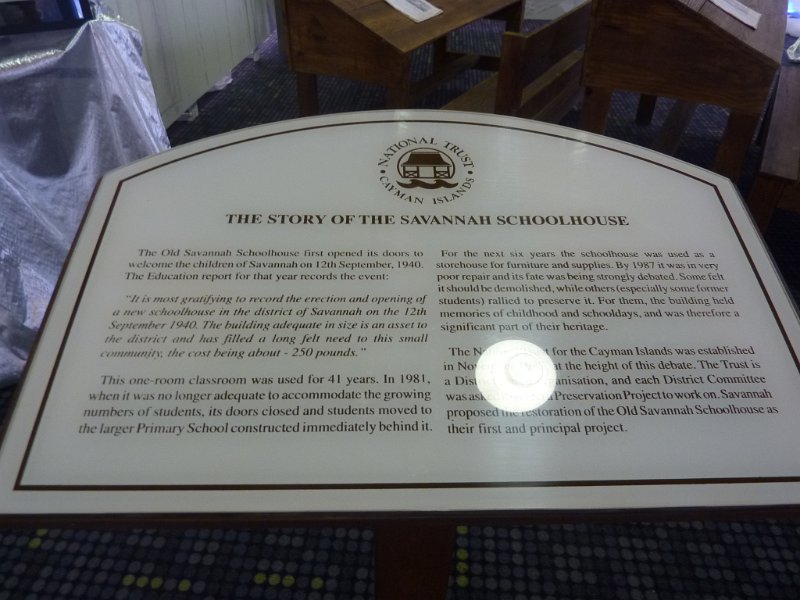 NATIONAL TRUST
CAYMAN ISLANDS
THE STORY OF THE SAVANNAH SCHOOLHOUSE
The Old Savannah Schoolhouse first opened its doors to
welcome the children of Savannah on 12th September, 1940.
The Education report for that year records the event:
"It is most gratifying to record the erection and opening of
a new schoolhouse in the district of Savannah on the 12th
September 1940. The building adequate in size is an asset to
the district and has filled a long felt need to this small
community, the cost being about - 250 pounds."
This one-room classroom was used for 41 years. In 1981,
when it was no longer adequate to accommodate the growing
numbers of students, its doors closed and students moved to
the larger Primary School constructed immediately behind it.
For the next six years the schoolhouse was used as a
storehouse for furniture and supplies. By 1987 it was in very
poor repair and its fate was being strongly debated. Some felt
it should be demolished, while others (especially some former
students) rallied to preserve it. For them, the building held
memories of childhood and schooldays, and was therefore a
significant part of their heritage.
The for the Cayman Islands was established
in at the height of this debate. The Trust is
a and each District Committee
was Preservation Project to work on. Savannah
proposed the restoration of the Old Savannah Schoolhouse as
their first and principal project.